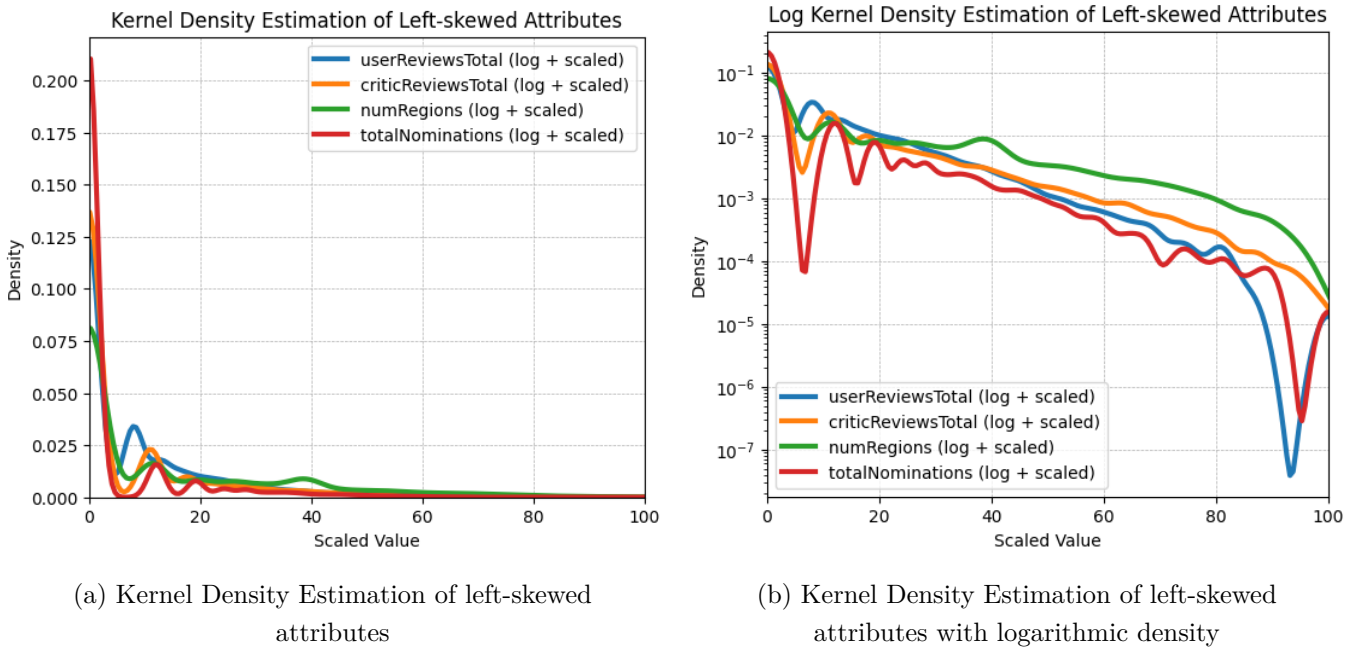 Kernel Density Estimation of Left-skewed Attributes
userReviewsTotal (log + scaled)
criticReviewsTotal (log + scaled)
numRegions (log + scaled)
totalNominations (log + scaled)
0.200
0.175
0.150
0.125
0.100
0.075
0.050
0.025
0.000
Density
0
20
40
60
80
100
Scaled Value
(a) Kernel Density Estimation of left-skewed
attributes
Log Kernel Density Estimation of Left-skewed Attributes
10⁻¹
10⁻²
10⁻³
10⁻⁴
10⁻⁵
10⁻⁶
10⁻⁷
Density
userReviewsTotal (log + scaled)
criticReviewsTotal (log + scaled)
numRegions (log + scaled)
totalNominations (log + scaled)
0
20
40
60
80
100
Scaled Value
(b) Kernel Density Estimation of left-skewed
attributes with logarithmic density